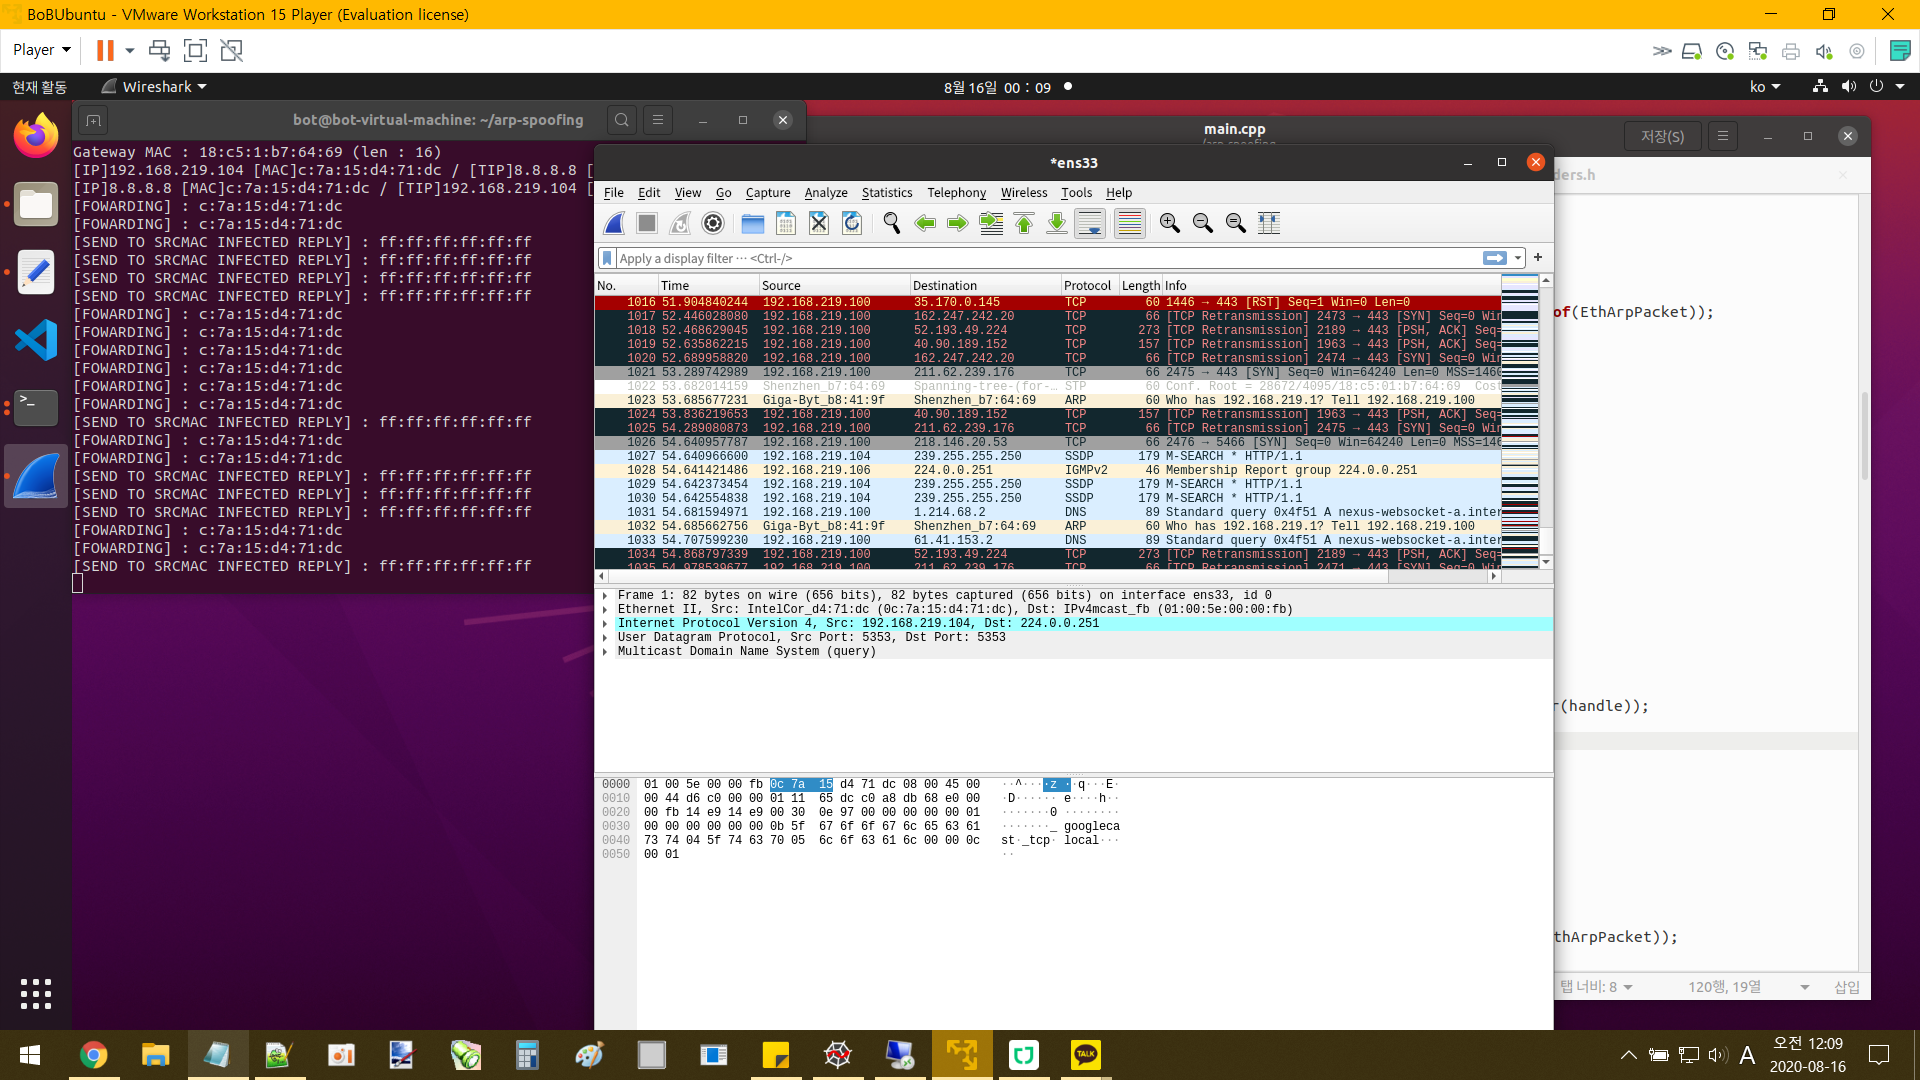 BoBUbuntu - VMware Workstation 15 Player (Evaluation license)
Player
현재 활동
Wireshark
8월 16일 00 : 09
ko
bot@bot-virtual-machine: ~/arp-spoofing
Gateway MAC : 18:c5:1:b7:64:69 (len : 16)
[IP]192.168.219.104 [MAC]c:7a:15:d4:71:dc / [TIP]8.8.8.8 [
[IP]8.8.8.8 [MAC]c:7a:15:d4:71:dc / [TIP]192.168.219.104 [
[FOWARDING] : c:7a:15:d4:71:dc
[FOWARDING] : c:7a:15:d4:71:dc
[SEND TO SRCMAC INFECTED REPLY] : ff:ff:ff:ff:ff:ff
[SEND TO SRCMAC INFECTED REPLY] : ff:ff:ff:ff:ff:ff
[SEND TO SRCMAC INFECTED REPLY] : ff:ff:ff:ff:ff:ff
[SEND TO SRCMAC INFECTED REPLY] : ff:ff:ff:ff:ff:ff
[FOWARDING] : c:7a:15:d4:71:dc
[FOWARDING] : c:7a:15:d4:71:dc
[FOWARDING] : c:7a:15:d4:71:dc
[FOWARDING] : c:7a:15:d4:71:dc
[FOWARDING] : c:7a:15:d4:71:dc
[FOWARDING] : c:7a:15:d4:71:dc
[SEND TO SRCMAC INFECTED REPLY] : ff:ff:ff:ff:ff:ff
[FOWARDING] : c:7a:15:d4:71:dc
[FOWARDING] : c:7a:15:d4:71:dc
[SEND TO SRCMAC INFECTED REPLY] : ff:ff:ff:ff:ff:ff
[SEND TO SRCMAC INFECTED REPLY] : ff:ff:ff:ff:ff:ff
[SEND TO SRCMAC INFECTED REPLY] : ff:ff:ff:ff:ff:ff
[FOWARDING] : c:7a:15:d4:71:dc
[FOWARDING] : c:7a:15:d4:71:dc
[SEND TO SRCMAC INFECTED REPLY] : ff:ff:ff:ff:ff:ff
main.cpp
저장(S)
ders.h
of(EthArpPacket));
r(handle));
thArpPacket));
탭 너비: 8
120행, 19열
삽입
*ens33
File Edit View Go Capture Analyze Statistics Telephony Wireless Tools Help
Apply a display filter … <Ctrl-/>
No. Time Source Destination Protocol Length Info
1016 51.904840244 192.168.219.100 35.170.0.145 TCP 60 1446 → 443 [RST] Seq=1 Win=0 Len=0
1017 52.446028080 192.168.219.100 162.247.242.20 TCP 66 [TCP Retransmission] 2473 → 443 [SYN] Seq=0 Wi
1018 52.468629045 192.168.219.100 52.193.49.224 TCP 273 [TCP Retransmission] 2189 → 443 [PSH, ACK] Seq=
1019 52.635862215 192.168.219.100 40.90.189.152 TCP 157 [TCP Retransmission] 1963 → 443 [PSH, ACK] Seq=
1020 52.689958820 192.168.219.100 162.247.242.20 TCP 66 [TCP Retransmission] 2474 → 443 [SYN] Seq=0 Wi
1021 53.289742989 192.168.219.100 211.62.239.176 TCP 66 2475 → 443 [SYN] Seq=0 Win=64240 Len=0 MSS=1460
1022 53.682014159 Shenzhen_b7:64:69 Spanning-tree-(for-… STP 60 Conf. Root = 28672/4095/18:c5:01:b7:64:69 Cost
1023 53.685677231 Giga-Byt_b8:41:9f Shenzhen_b7:64:69 ARP 60 Who has 192.168.219.1? Tell 192.168.219.100
1024 53.836219653 192.168.219.100 40.90.189.152 TCP 157 [TCP Retransmission] 1963 → 443 [PSH, ACK] Seq=
1025 54.289080873 192.168.219.100 211.62.239.176 TCP 66 [TCP Retransmission] 2475 → 443 [SYN] Seq=0 Wi
1026 54.640957787 192.168.219.100 218.146.20.53 TCP 66 2476 → 5466 [SYN] Seq=0 Win=64240 Len=0 MSS=146
1027 54.640966600 192.168.219.104 239.255.255.250 SSDP 179 M-SEARCH * HTTP/1.1
1028 54.641421486 192.168.219.106 224.0.0.251 IGMPv2 46 Membership Report group 224.0.0.251
1029 54.642373454 192.168.219.104 239.255.255.250 SSDP 179 M-SEARCH * HTTP/1.1
1030 54.642554838 192.168.219.104 239.255.255.250 SSDP 179 M-SEARCH * HTTP/1.1
1031 54.681594971 192.168.219.100 1.214.68.2 DNS 89 Standard query 0x4f51 A nexus-websocket-a.inter
1032 54.685662756 Giga-Byt_b8:41:9f Shenzhen_b7:64:69 ARP 60 Who has 192.168.219.1? Tell 192.168.219.100
1033 54.707599230 192.168.219.100 61.41.153.2 DNS 89 Standard query 0x4f51 A nexus-websocket-a.inter
1034 54.868797339 192.168.219.100 52.193.49.224 TCP 273 [TCP Retransmission] 2189 → 443 [PSH, ACK] Seq=
1035 54.978539677 192.168.219.100 211.62.239.176 TCP 66 [TCP Retransmission] 2471 → 443 [SYN] Seq=0 Wi
Frame 1: 82 bytes on wire (656 bits), 82 bytes captured (656 bits) on interface ens33, id 0
Ethernet II, Src: IntelCor_d4:71:dc (0c:7a:15:d4:71:dc), Dst: IPv4mcast_fb (01:00:5e:00:00:fb)
Internet Protocol Version 4, Src: 192.168.219.104, Dst: 224.0.0.251
User Datagram Protocol, Src Port: 5353, Dst Port: 5353
Multicast Domain Name System (query)
0000 01 00 5e 00 00 fb 0c 7a 15 d4 71 dc 08 00 45 00 ··^····z ··q···E·
0010 00 44 d6 c0 00 00 01 11 65 dc c0 a8 db 68 e0 00 ·D······ e····h··
0020 00 fb 14 e9 14 e9 00 30 0e 97 00 00 00 00 00 01 ·······0 ········
0030 00 00 00 00 00 00 0b 5f 67 6f 6f 67 6c 65 63 61 ·······_ googleca
0040 73 74 04 5f 74 63 70 05 6c 6f 63 61 6c 00 00 0c st·_tcp· local···
0050 00 01 ··
TALK
A
오전 12:09
2020-08-16